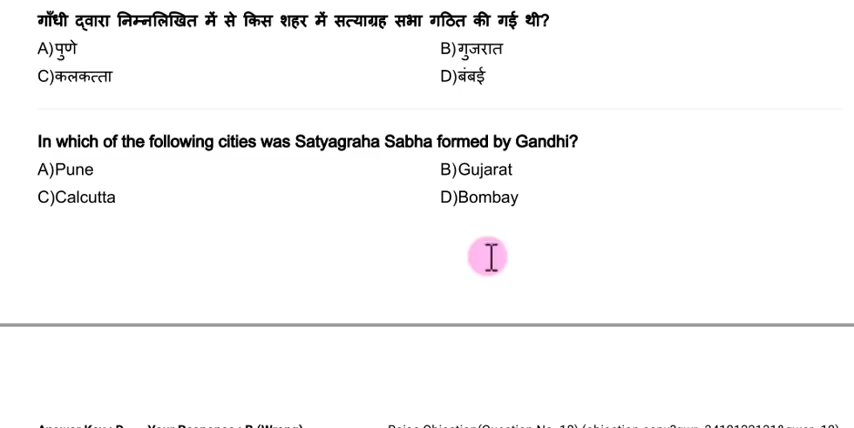 गाँधी द्वारा निम्नलिखित में से किस शहर में सत्याग्रह सभा गठित की गई थी?
A)पुणे B)गुजरात
C)कलकत्ता D)बंबई
In which of the following cities was Satyagraha Sabha formed by Gandhi?
A)Pune B)Gujarat
C)Calcutta D)Bombay